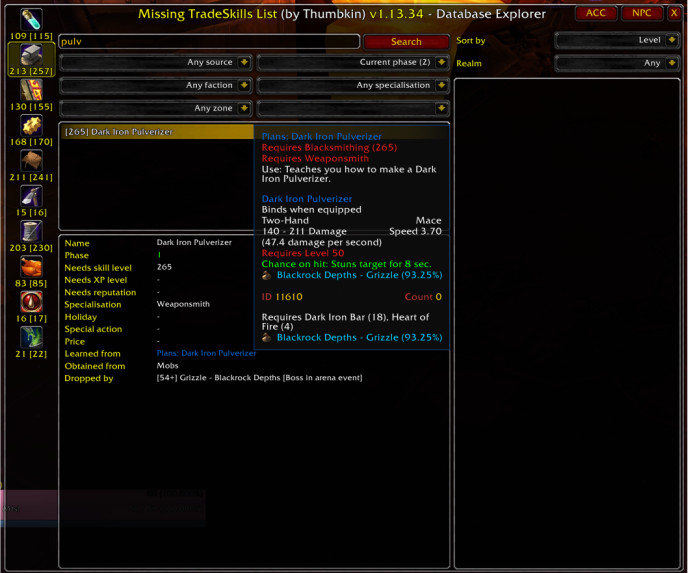 Missing TradeSkills List (by Thumbkin) v1.13.34 - Database Explorer
ACC
NPC
X
109 [115]
213 [257]
130 [155]
168 [170]
211 [241]
15 [16]
203 [230]
83 [85]
16 [17]
21 [22]
pulv
Search
Any source
Current phase (2)
Any faction
Any specialisation
Any zone
Sort by
Level
Realm
Any
[265] Dark Iron Pulverizer
Plans: Dark Iron Pulverizer
Requires Blacksmithing (265)
Requires Weaponsmith
Use: Teaches you how to make a Dark
Iron Pulverizer.
Dark Iron Pulverizer
Binds when equipped
Two-Hand Mace
140 - 211 Damage Speed 3.70
(47.4 damage per second)
Requires Level 50
Chance on hit: Stuns target for 8 sec.
Blackrock Depths - Grizzle (93.25%)
ID 11610 Count 0
Requires Dark Iron Bar (18), Heart of
Fire (4)
Blackrock Depths - Grizzle (93.25%)
Name Dark Iron Pulverizer
Phase 1
Needs skill level 265
Needs XP level -
Needs reputation -
Specialisation Weaponsmith
Holiday -
Special action -
Price -
Learned from Plans: Dark Iron Pulverizer
Obtained from Mobs
Dropped by [54+] Grizzle - Blackrock Depths [Boss in arena event]